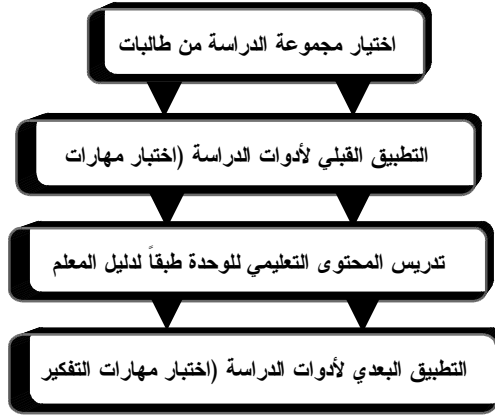 اختيار مجموعة الدراسة من طالبات
التطبيق القبلي لأدوات الدراسة (اختبار مهارات
تدريس المحتوى التعليمي للوحدة طبقاً لدليل المعلم
التطبيق البعدي لأدوات الدراسة (اختبار مهارات التفكير